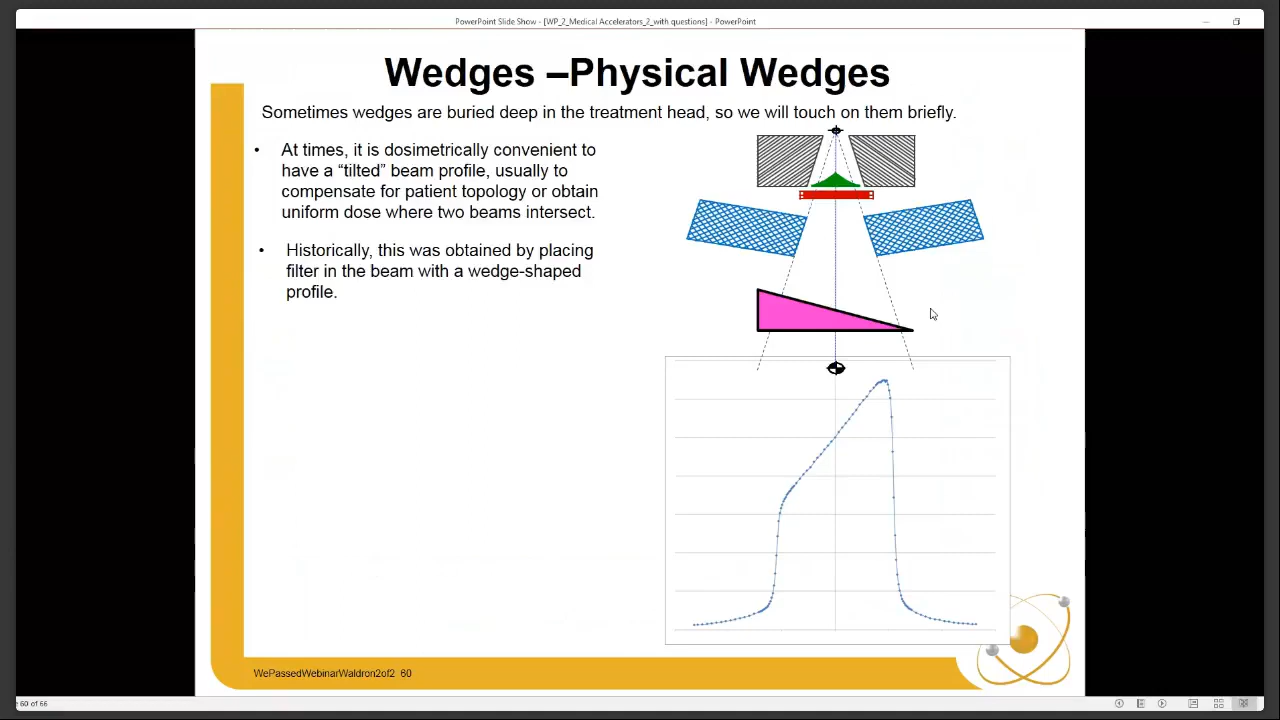 PowerPoint Slide Show - [WP_2_Medical Accelerators_2_with questions] - PowerPoint
Wedges –Physical Wedges
Sometimes wedges are buried deep in the treatment head, so we will touch on them briefly.
• At times, it is dosimetrically convenient to
have a “tilted” beam profile, usually to
compensate for patient topology or obtain
uniform dose where two beams intersect.
• Historically, this was obtained by placing
filter in the beam with a wedge-shaped
profile.
WePassedWebinarWaldron2of2 60
60 of 66